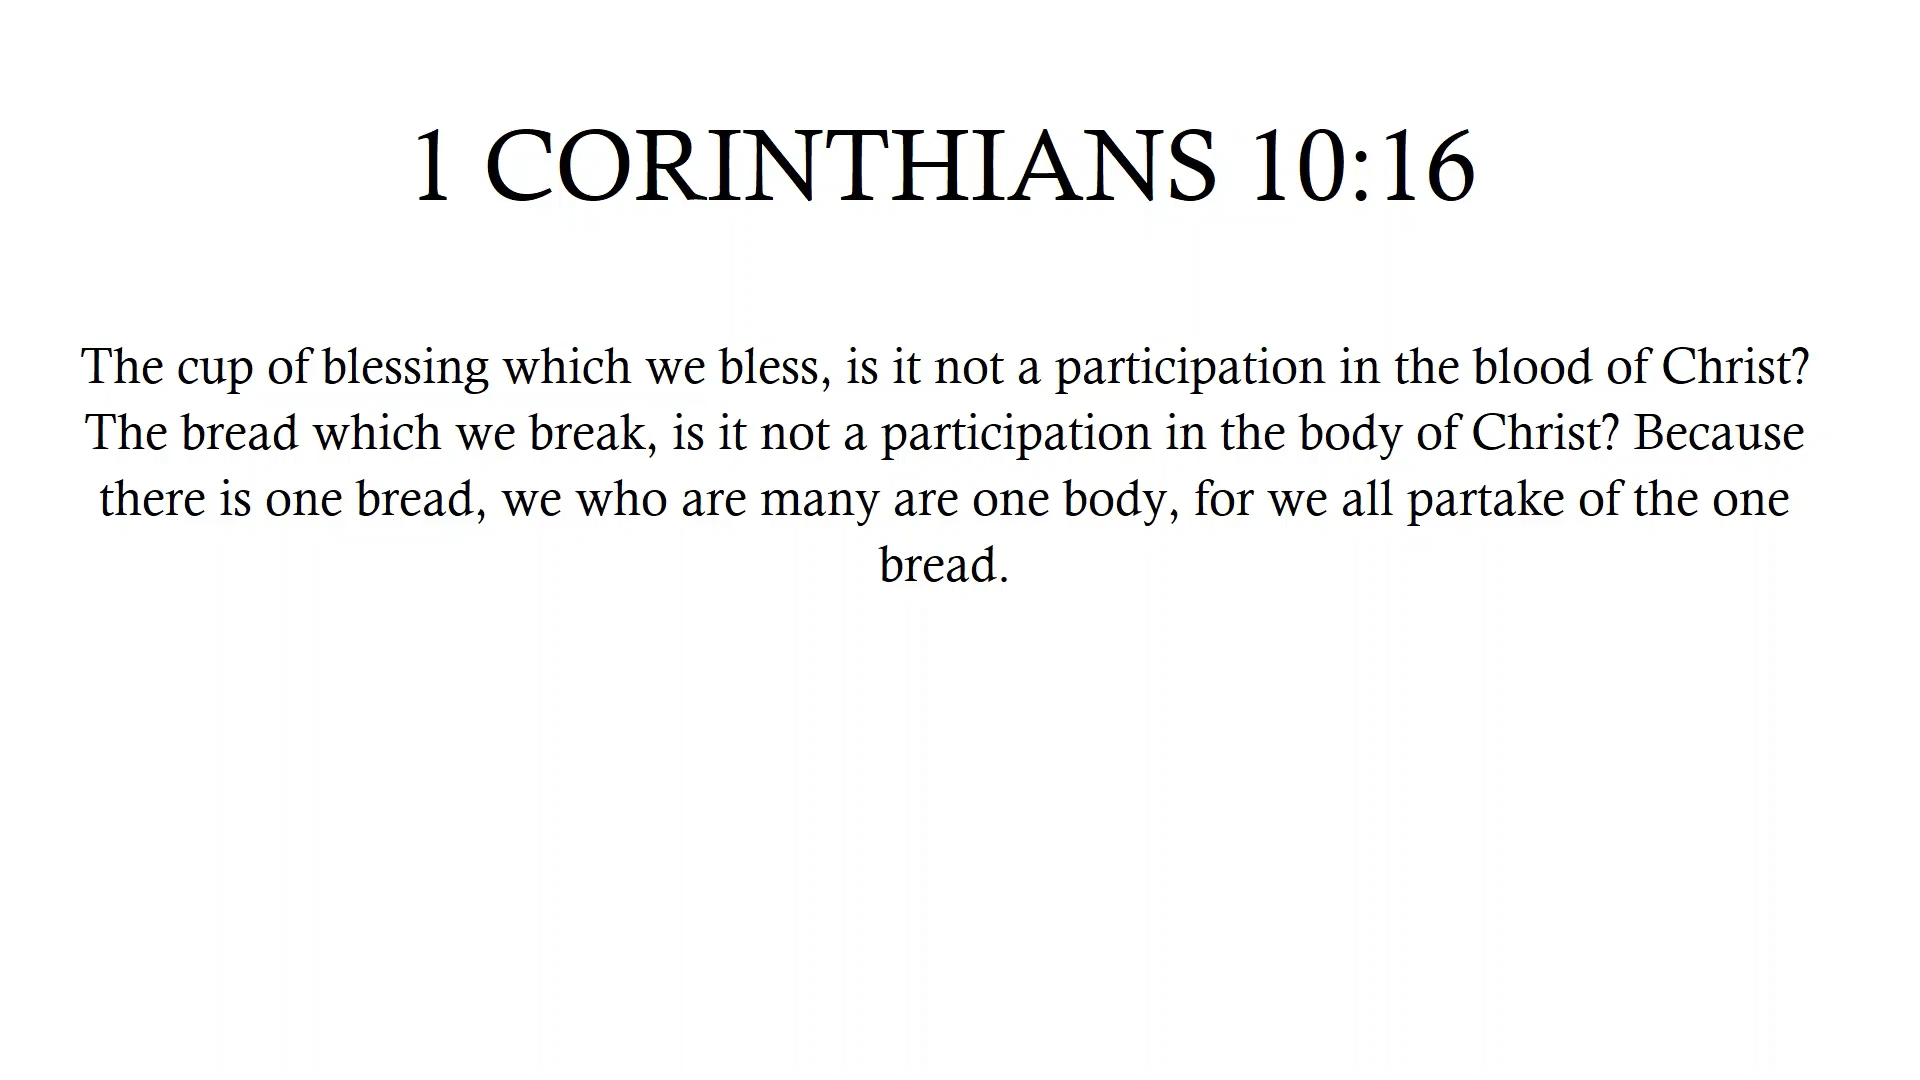 1 CORINTHIANS 10:16
The cup of blessing which we bless, is it not a participation in the blood of Christ?
The bread which we break, is it not a participation in the body of Christ? Because
there is one bread, we who are many are one body, for we all partake of the one
bread.